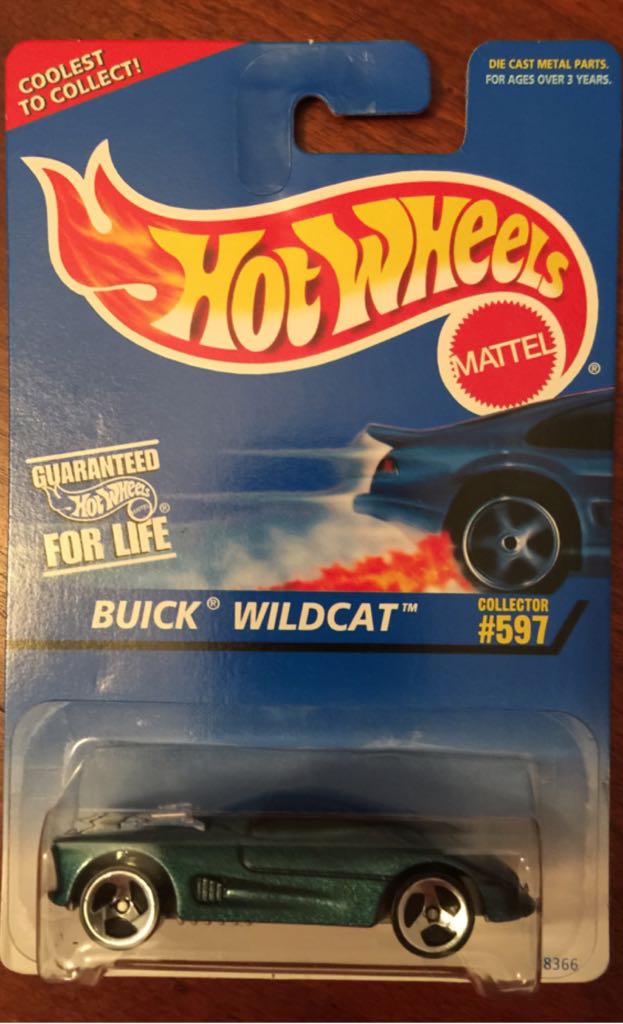 COOLEST
TO COLLECT!
DIE CAST METAL PARTS.
FOR AGES OVER 3 YEARS.
HOT WHEELS
MATTEL
®
GUARANTEED
HOT WHEELS
MATTEL
®
FOR LIFE
BUICK® WILDCAT™
COLLECTOR
#597
8366